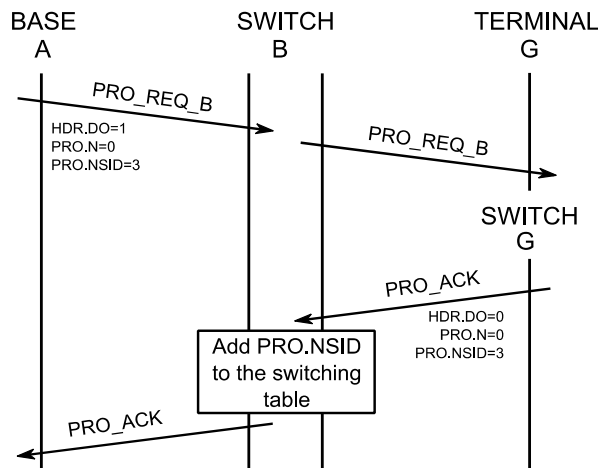 BASE
A
SWITCH
B
TERMINAL
G
PRO_REQ_B
HDR.DO=1
PRO.N=0
PRO.NSID=3
PRO_REQ_B
SWITCH
G
PRO_ACK
HDR.DO=0
PRO.N=0
PRO.NSID=3
Add PRO.NSID
to the switching
table
PRO_ACK